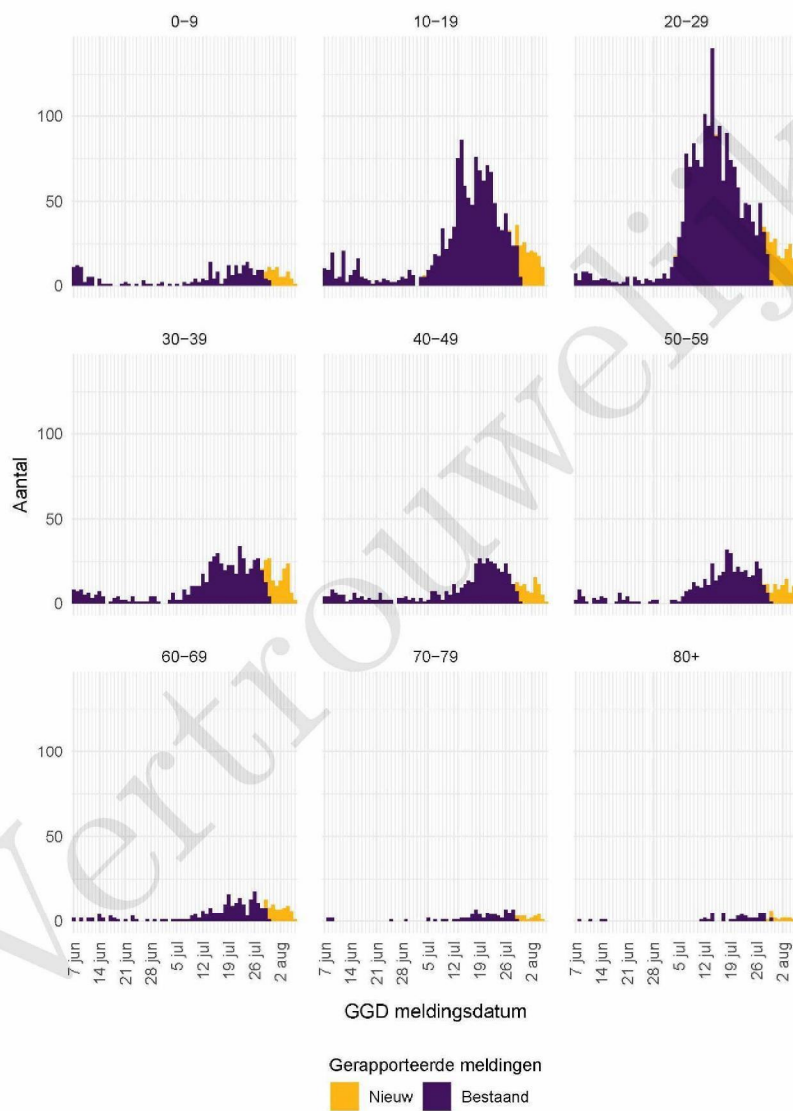 0-9 10-19 20-29
100
50
0
30-39 40-49 50-59
100
50
0
Aantal
60-69 70-79 80+
100
50
0
7 jun 14 jun 21 jun 28 jun 5 jul 12 jul 19 jul 26 jul 2 aug 7 jun 14 jun 21 jun 28 jun 5 jul 12 jul 19 jul 26 jul 2 aug 7 jun 14 jun 21 jun 28 jun 5 jul 12 jul 19 jul 26 jul 2 aug
GGD meldingsdatum
Gerapporteerde meldingen
Nieuw Bestaand
Vertrouwelijk